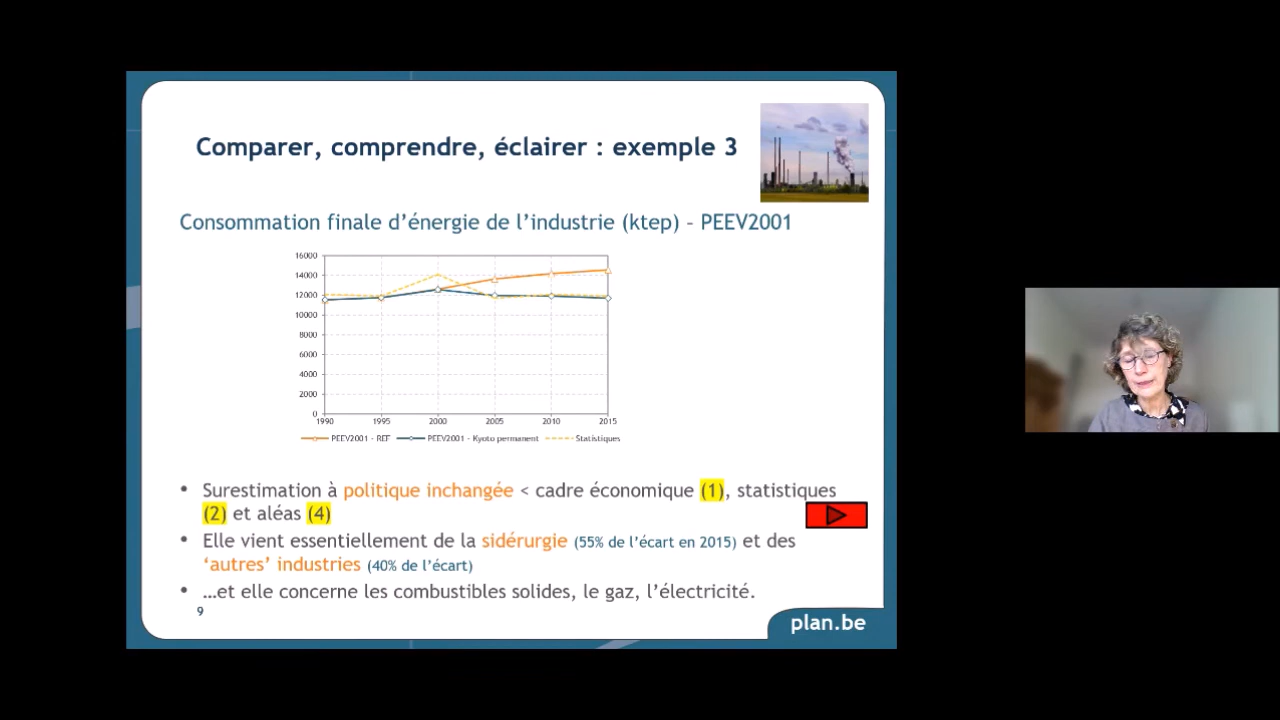 Comparer, comprendre, éclairer : exemple 3
Consommation finale d’énergie de l’industrie (ktep) – PEEV2001
16000
14000
12000
10000
8000
6000
4000
2000
0
1990 1995 2000 2005 2010 2015
PEEV2001 - REF PEEV2001 - Kyoto permanent Statistiques
• Surestimation à politique inchangée < cadre économique (1), statistiques
(2) et aléas (4)
• Elle vient essentiellement de la sidérurgie (55% de l’écart en 2015) et des
‘autres’ industries (40% de l’écart)
• …et elle concerne les combustibles solides, le gaz, l’électricité.
9
plan.be